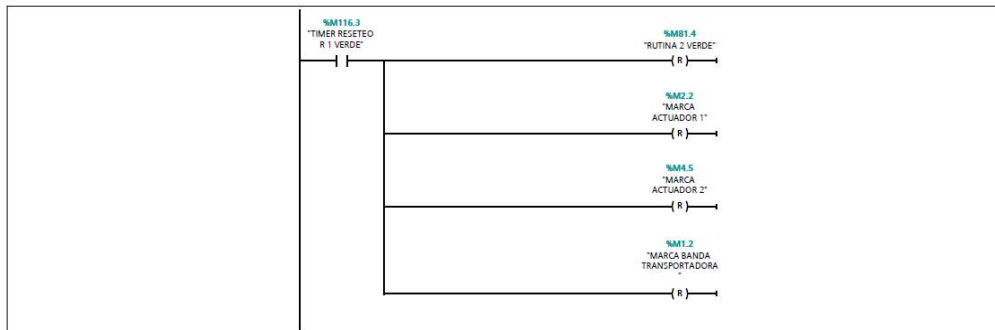 %M116.3
"TIMER RESETEO
R 1 VERDE"
%M81.4
"RUTINA 2 VERDE"
( R )
%M2.2
"MARCA
ACTUADOR 1"
( R )
%M4.5
"MARCA
ACTUADOR 2"
( R )
%M1.2
"MARCA BANDA
TRANSPORTADORA
"
( R )